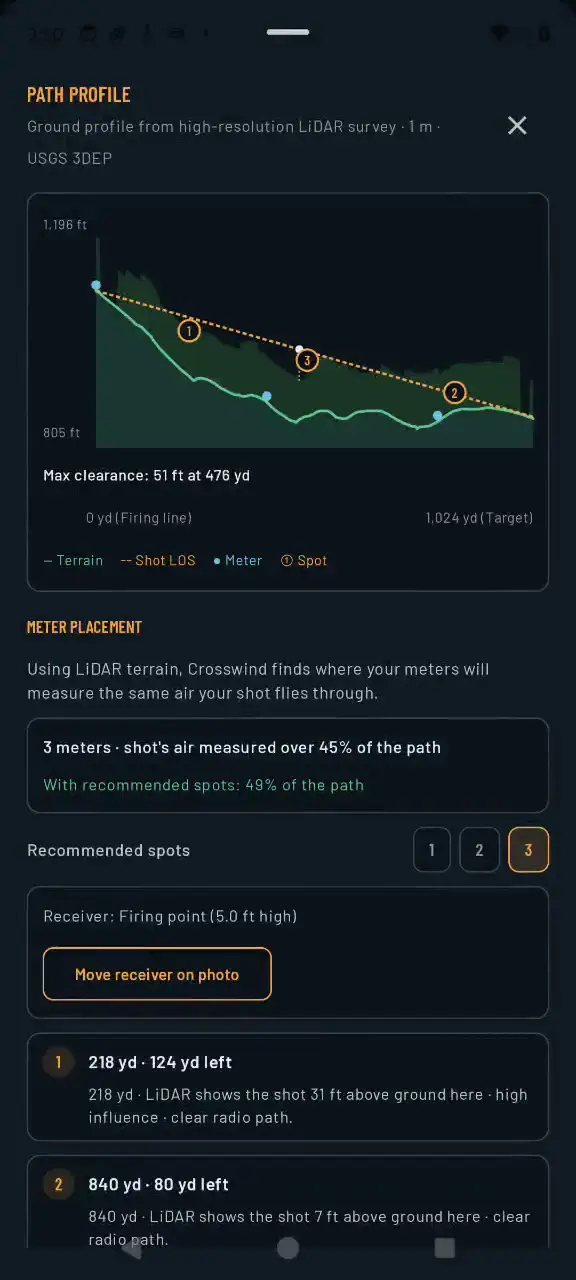 PATH PROFILE
Ground profile from high-resolution LiDAR survey · 1 m ·
USGS 3DEP
1,196 ft
1
3
2
805 ft
Max clearance: 51 ft at 476 yd
0 yd (Firing line)
1,024 yd (Target)
— Terrain -- Shot LOS ● Meter ① Spot
METER PLACEMENT
Using LiDAR terrain, Crosswind finds where your meters will
measure the same air your shot flies through.
3 meters · shot's air measured over 45% of the path
With recommended spots: 49% of the path
Recommended spots
1
2
3
Receiver: Firing point (5.0 ft high)
Move receiver on photo
1
218 yd · 124 yd left
218 yd · LiDAR shows the shot 31 ft above ground here · high
influence · clear radio path.
2
840 yd · 80 yd left
840 yd · LiDAR shows the shot 7 ft above ground here · clear
radio path.